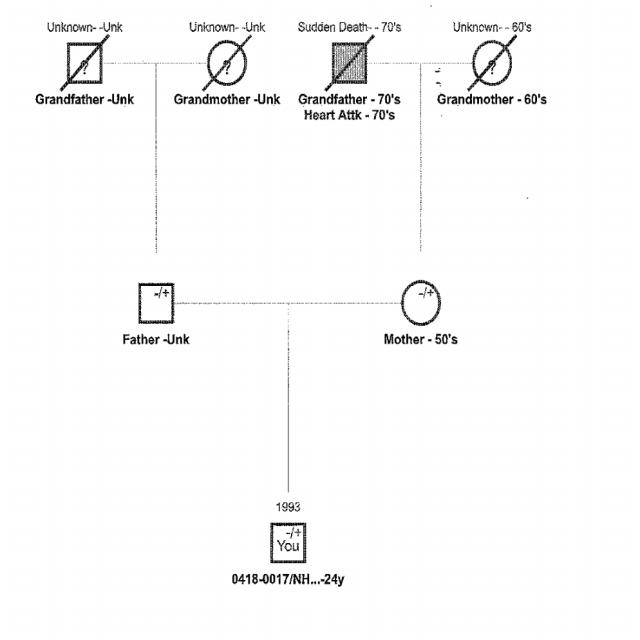 Unknown- -Unk Unknown- -Unk Sudden Death- - 70's Unknown- - 60's
? ? ?
Grandfather -Unk Grandmother -Unk Grandfather - 70's Grandmother - 60's
Heart Attk - 70's
-/+ -/+
Father -Unk Mother - 50's
1993
-/+
You
0418-0017/NH...-24y